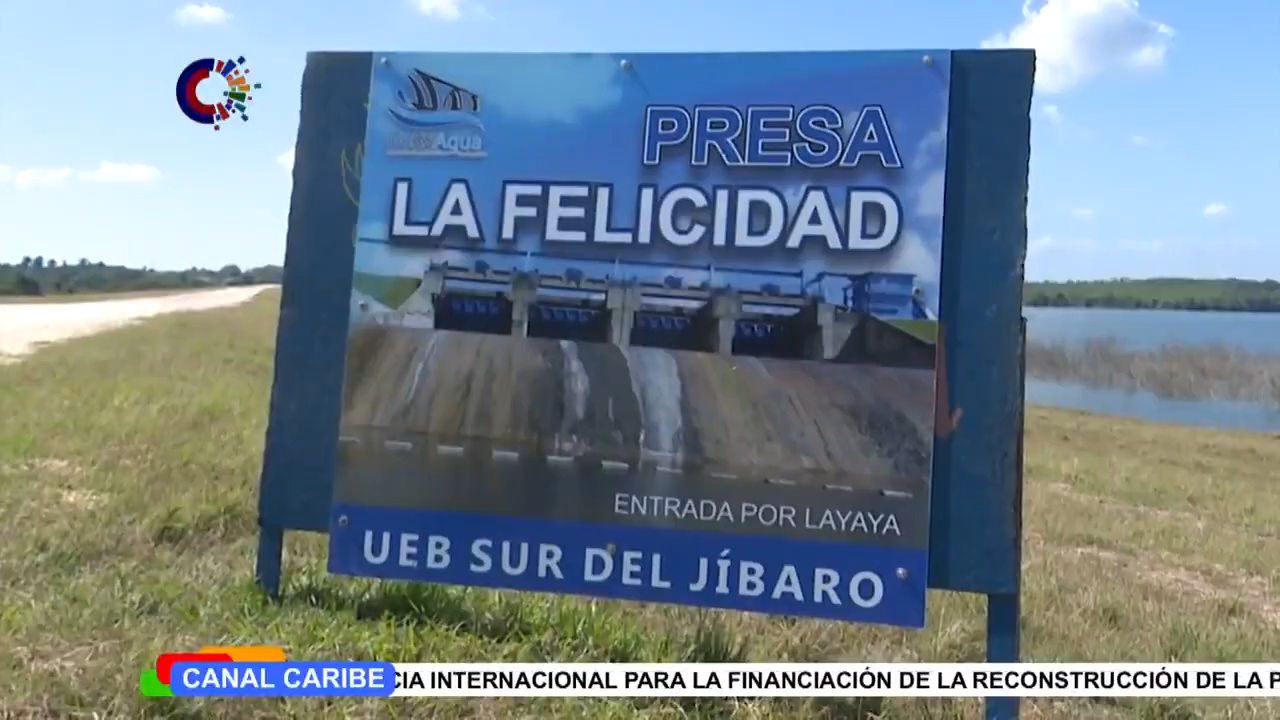 PRESA
LA FELICIDAD
ENTRADA POR LAYAYA
UEB SUR DEL JÍBARO
CANAL CARIBE
CIA INTERNACIONAL PARA LA FINANCIACIÓN DE LA RECONSTRUCCIÓN DE LA P